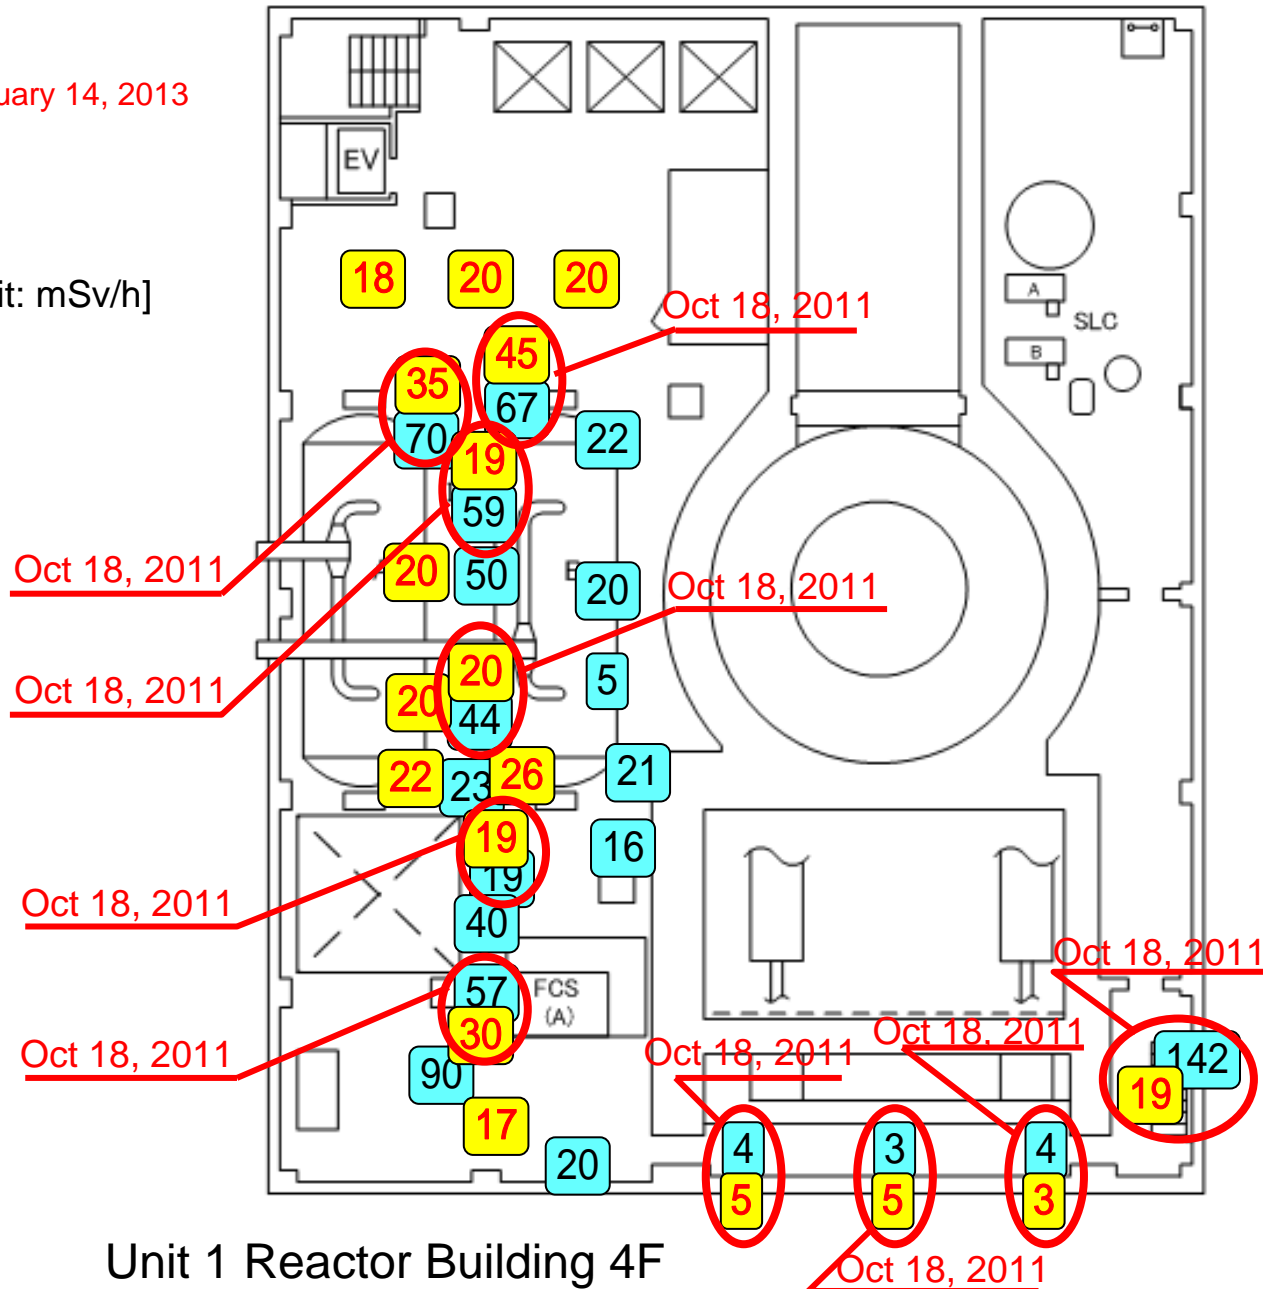 uary 14, 2013
EV
it: mSv/h]
18
20
20
Oct 18, 2011
A
SLC
B
45
35
67
70
22
19
59
Oct 18, 2011
20
50
20
Oct 18, 2011
Oct 18, 2011
20
5
20
44
22
23
26
21
19
16
19
Oct 18, 2011
40
Oct 18, 2011
57
FCS
(A)
30
Oct 18, 2011
Oct 18, 2011
Oct 18, 2011
142
90
19
17
4
3
4
20
5
5
3
Unit 1 Reactor Building 4F
Oct 18, 2011